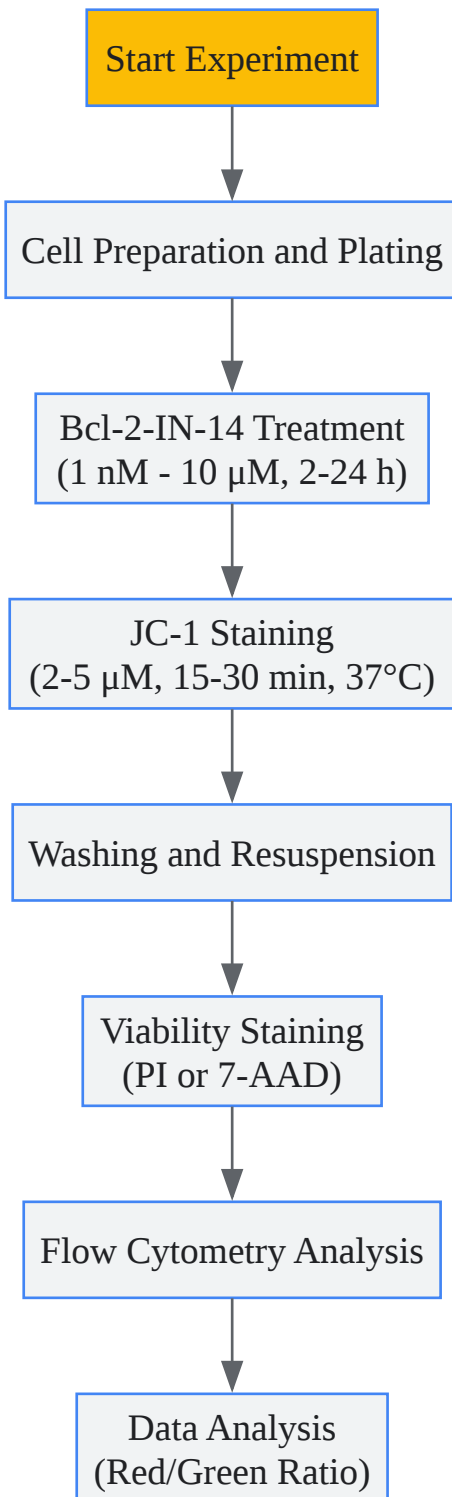 Start Experiment
Cell Preparation and Plating
Bcl-2-IN-14 Treatment
(1 nM - 10 μM, 2-24 h)
JC-1 Staining
(2-5 μM, 15-30 min, 37°C)
Washing and Resuspension
Viability Staining
(PI or 7-AAD)
Flow Cytometry Analysis
Data Analysis
(Red/Green Ratio)